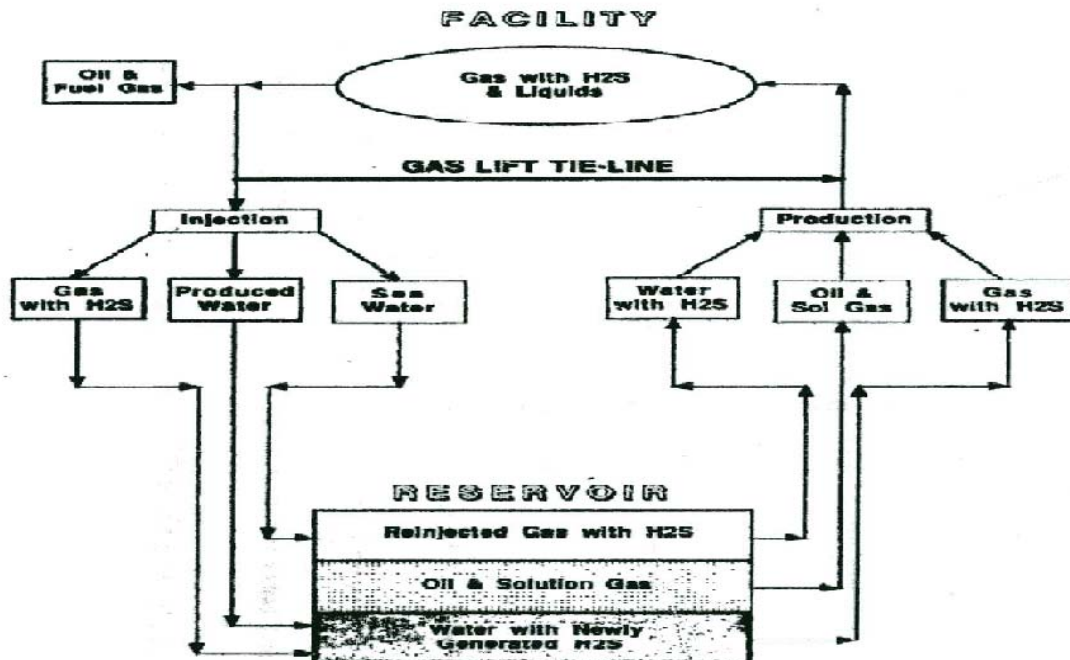 FACILITY
Oil &
Fuel Gas
Gas with H2S
& Liquids
GAS LIFT TIE-LINE
Injection
Production
Gas
with H2S
Produced
Water
Sea
Water
Water
with H2S
Oil &
Sol Gas
Gas
with H2S
RESERVOIR
Reinjected Gas with H2S
Oil & Solution Gas
Water with Newly
Generated H2S